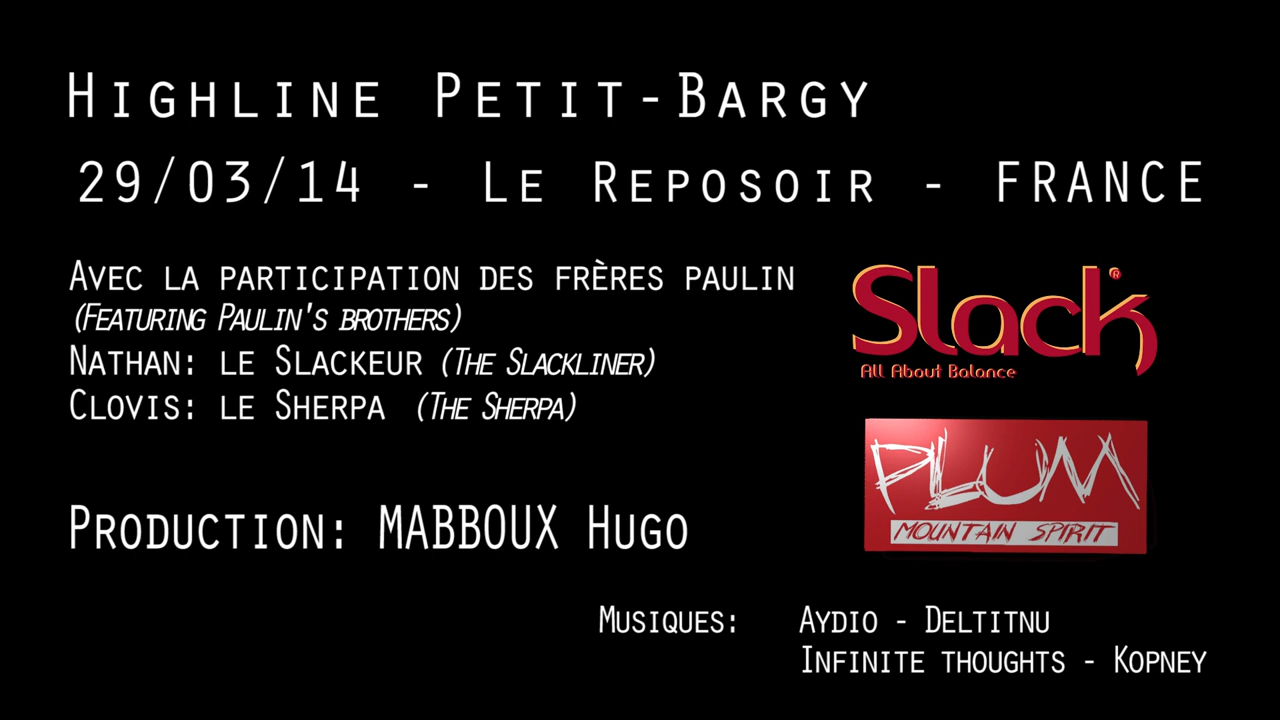 Highline Petit-Bargy
29/03/14 - Le Reposoir - FRANCE
Avec la participation des frères paulin
(Featuring Paulin's brothers)
Nathan: le Slackeur (The Slackliner)
Clovis: le Sherpa (The Sherpa)
Slack®
All About Balance
PLUM
MOUNTAIN SPIRIT
Production: MABBOUX Hugo
Musiques: Aydio - Deltitnu
Infinite thoughts - Kopney